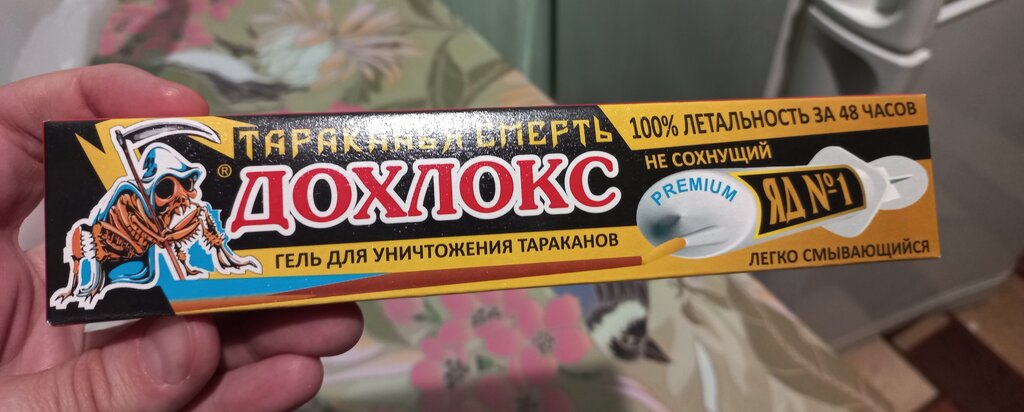 ТАРАКАНЬЯ СМЕРТЬ
® ДОХЛОКС
ГЕЛЬ ДЛЯ УНИЧТОЖЕНИЯ ТАРАКАНОВ
100% ЛЕТАЛЬНОСТЬ ЗА 48 ЧАСОВ
НЕ СОХНУЩИЙ
PREMIUM
ЯД №1
ЛЕГКО СМЫВАЮЩИЙСЯ